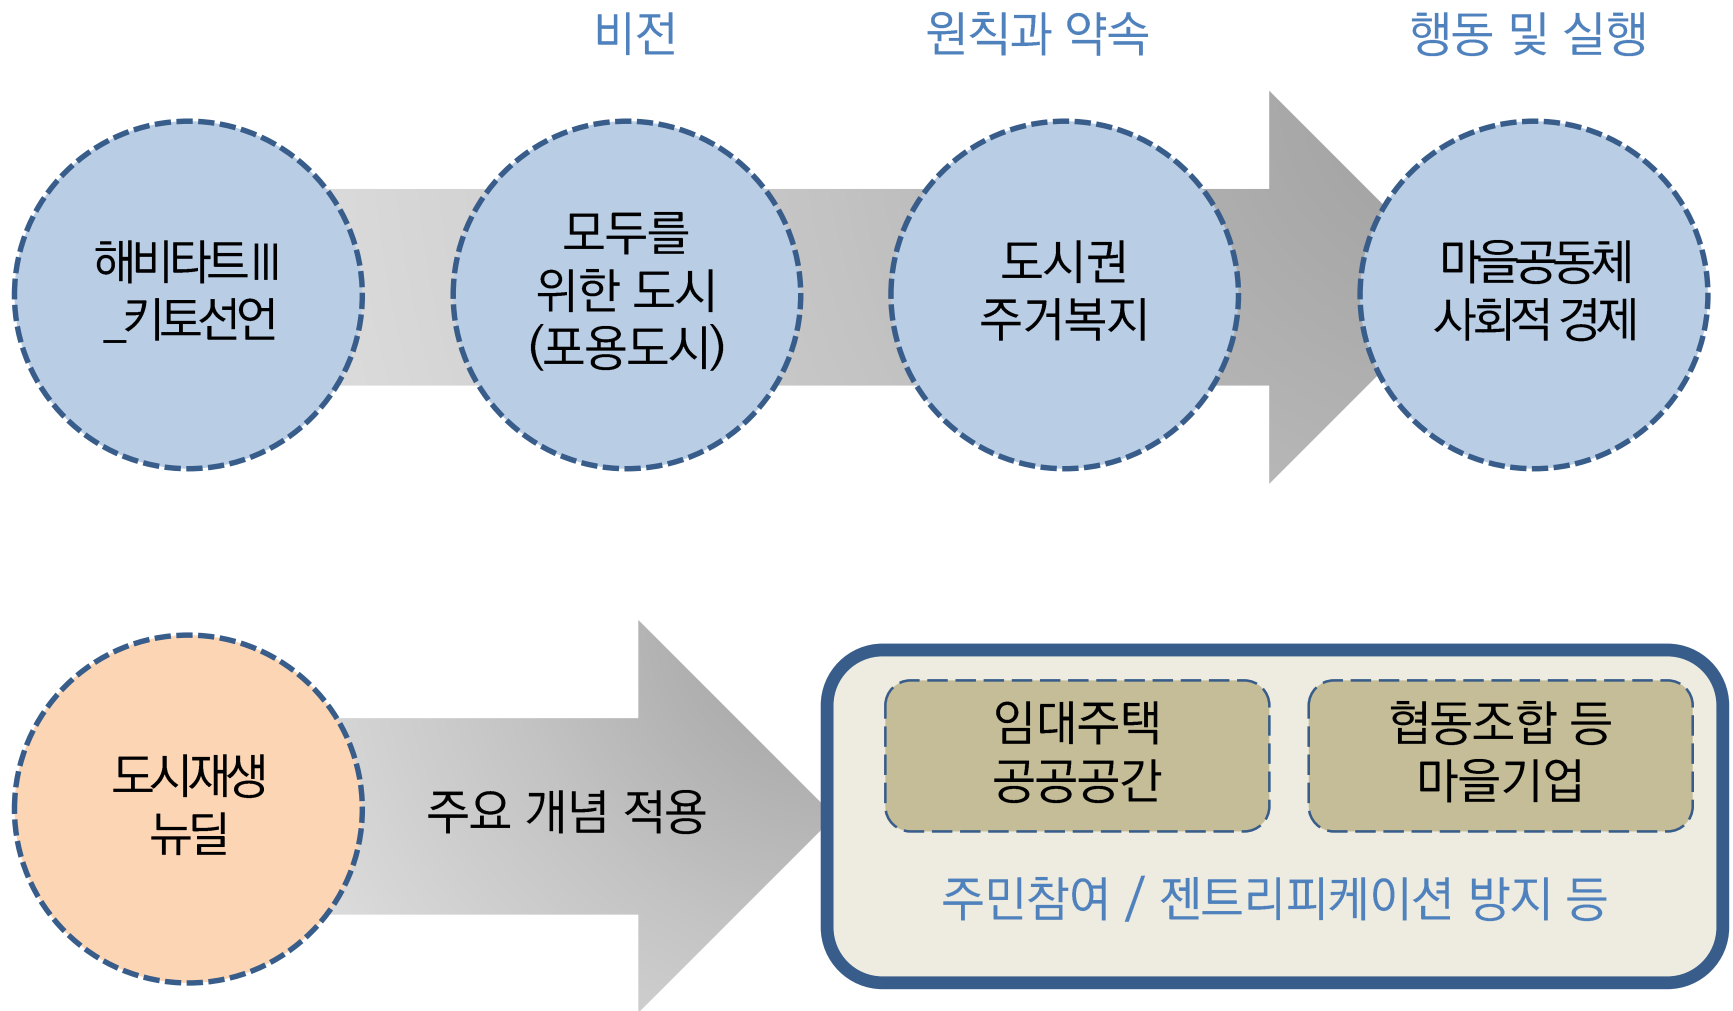 비전
원칙과 약속
행동 및 실행
해비타트Ⅲ
_키토선언
모두를
위한 도시
(포용도시)
도시권
주거복지
마을공동체
사회적 경제
도시재생
뉴딜
주요 개념 적용
임대주택
공공공간
협동조합 등
마을기업
주민참여 / 젠트리피케이션 방지 등